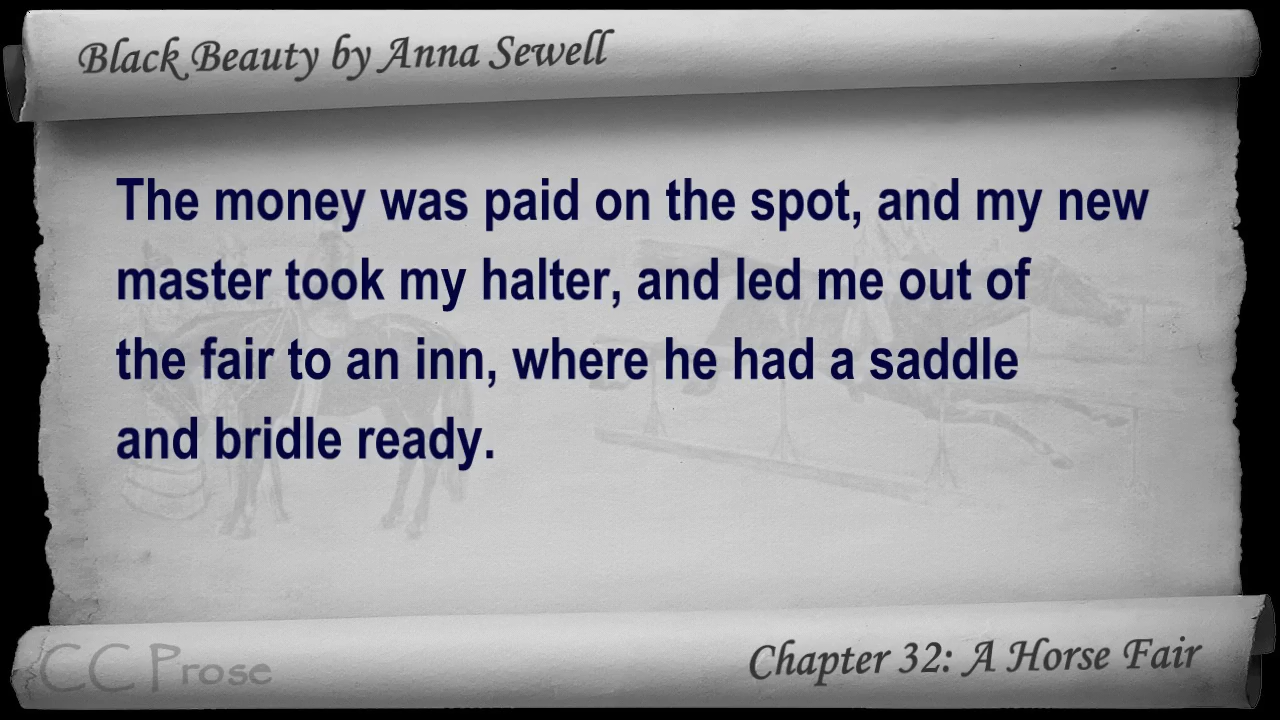 Black Beauty by Anna Sewell
The money was paid on the spot, and my new
master took my halter, and led me out of
the fair to an inn, where he had a saddle
and bridle ready.
CC Prose
Chapter 32: A Horse Fair